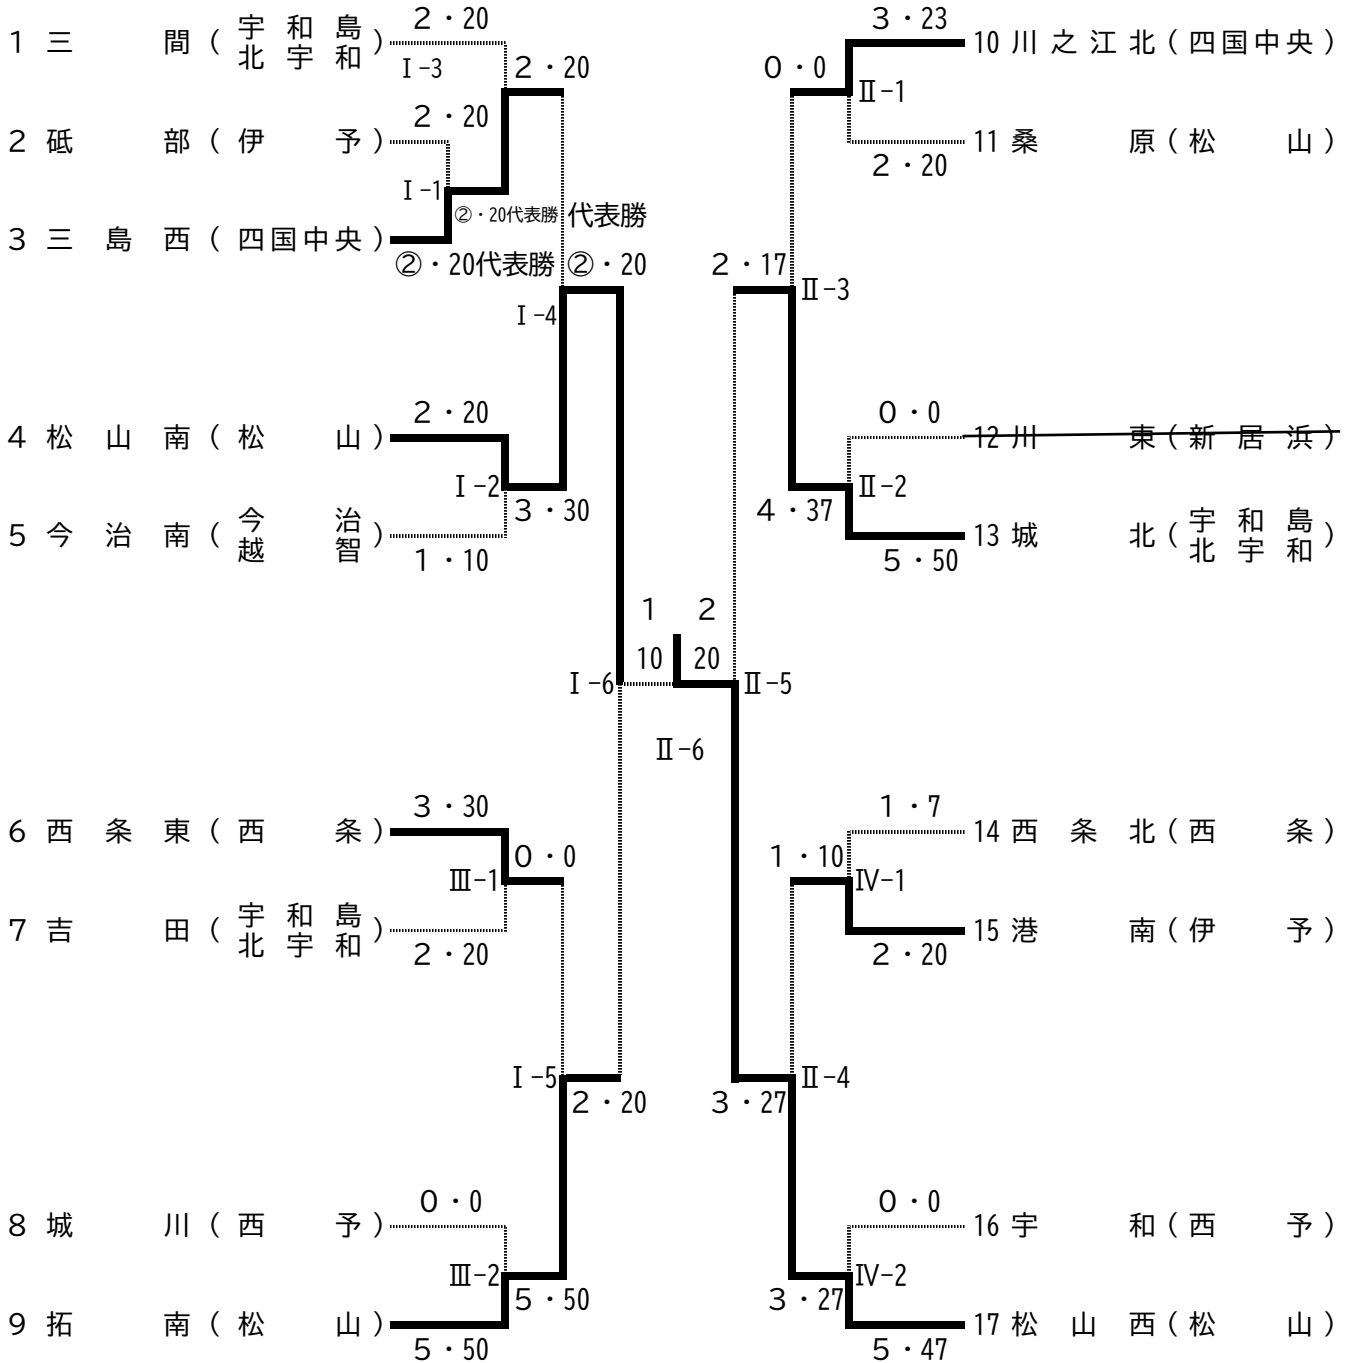 1 三 間 ( 宇 和 島 北 宇 和 )
2・20
Ⅰ-3
2・20
2 砥 部 ( 伊 予 )
2・20
Ⅰ-1
②・20代表勝
代表勝
3 三 島 西 ( 四国中央 )
②・20代表勝
②・20
Ⅰ-4
4 松 山 南 ( 松 山 )
2・20
Ⅰ-2
3・30
5 今 治 南 ( 今 治 越 智 )
1・10
1 2
10 20
Ⅰ-6
Ⅱ-5
Ⅱ-6
6 西 条 東 ( 西 条 )
3・30
Ⅲ-1
0・0
7 吉 田 ( 宇 和 島 北 宇 和 )
2・20
Ⅰ-5
2・20
8 城 川 ( 西 予 )
0・0
Ⅲ-2
5・50
9 拓 南 ( 松 山 )
5・50
3・23
10 川 之 江 北 ( 四国中央 )
0・0
Ⅱ-1
11 桑 原 ( 松 山 )
2・20
2・17
Ⅱ-3
0・0
12 川 東 ( 新 居 浜 )
Ⅱ-2
4・37
13 城 北 ( 宇 和 島 北 宇 和 )
5・50
1・7
14 西 条 北 ( 西 条 )
1・10
Ⅳ-1
15 港 南 ( 伊 予 )
2・20
Ⅱ-4
3・27
0・0
16 宇 和 ( 西 予 )
Ⅳ-2
3・27
17 松 山 西 ( 松 山 )
5・47